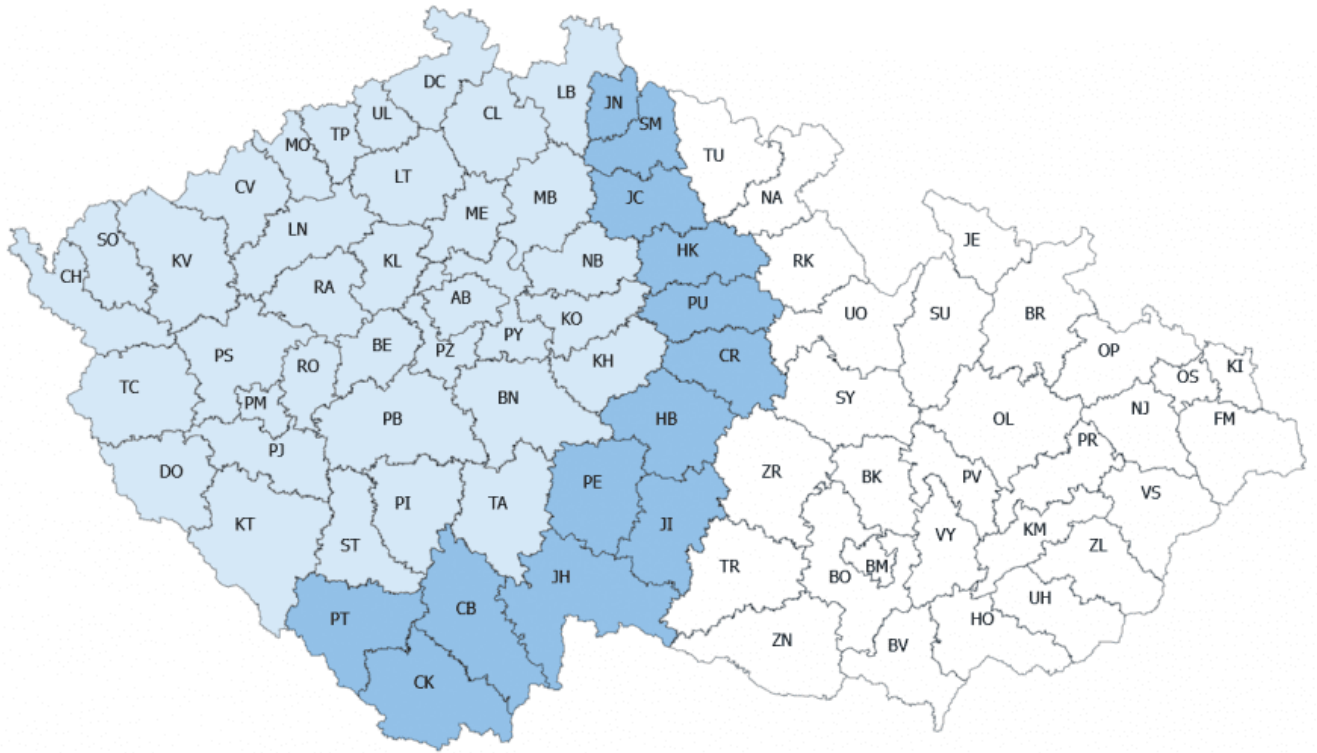 DC
LB
UL
CL
JN
MO
TP
SM
TU
CV
LT
MB
JC
NA
ME
SO
LN
KV
KL
NB
HK
RK
JE
CH
RA
AB
PU
UO
SU
BR
KO
PY
PS
BE
PZ
KH
CR
OP
RO
KI
OS
TC
PM
BN
SY
NJ
PB
HB
OL
FM
PR
PJ
DO
ZR
BK
PV
VS
PE
KT
PI
TA
JI
KM
VY
ZL
ST
TR
BO
BM
JH
UH
PT
CB
ZN
HO
BV
CK